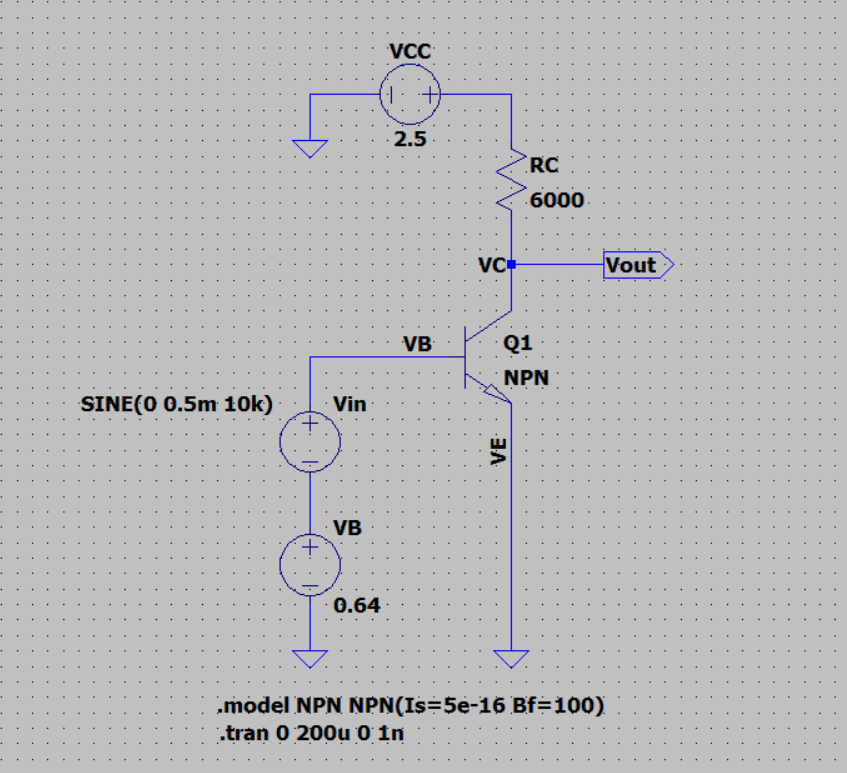 VCC
2.5
RC
6000
VC
Vout
VB
Q1
NPN
SINE(0 0.5m 10k)
Vin
VE
VB
0.64
.model NPN NPN(Is=5e-16 Bf=100)
.tran 0 200u 0 1n